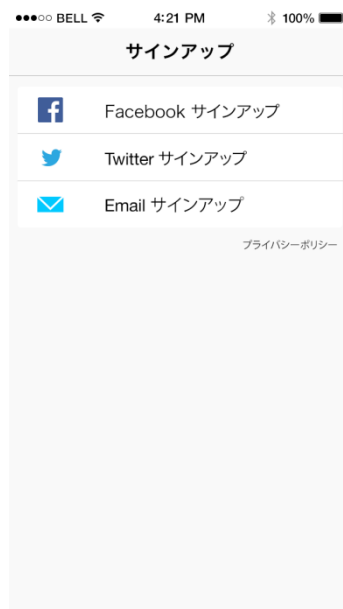 BELL 4:21 PM 100%
サインアップ
Facebook サインアップ
Twitter サインアップ
Email サインアップ
プライバシーポリシー